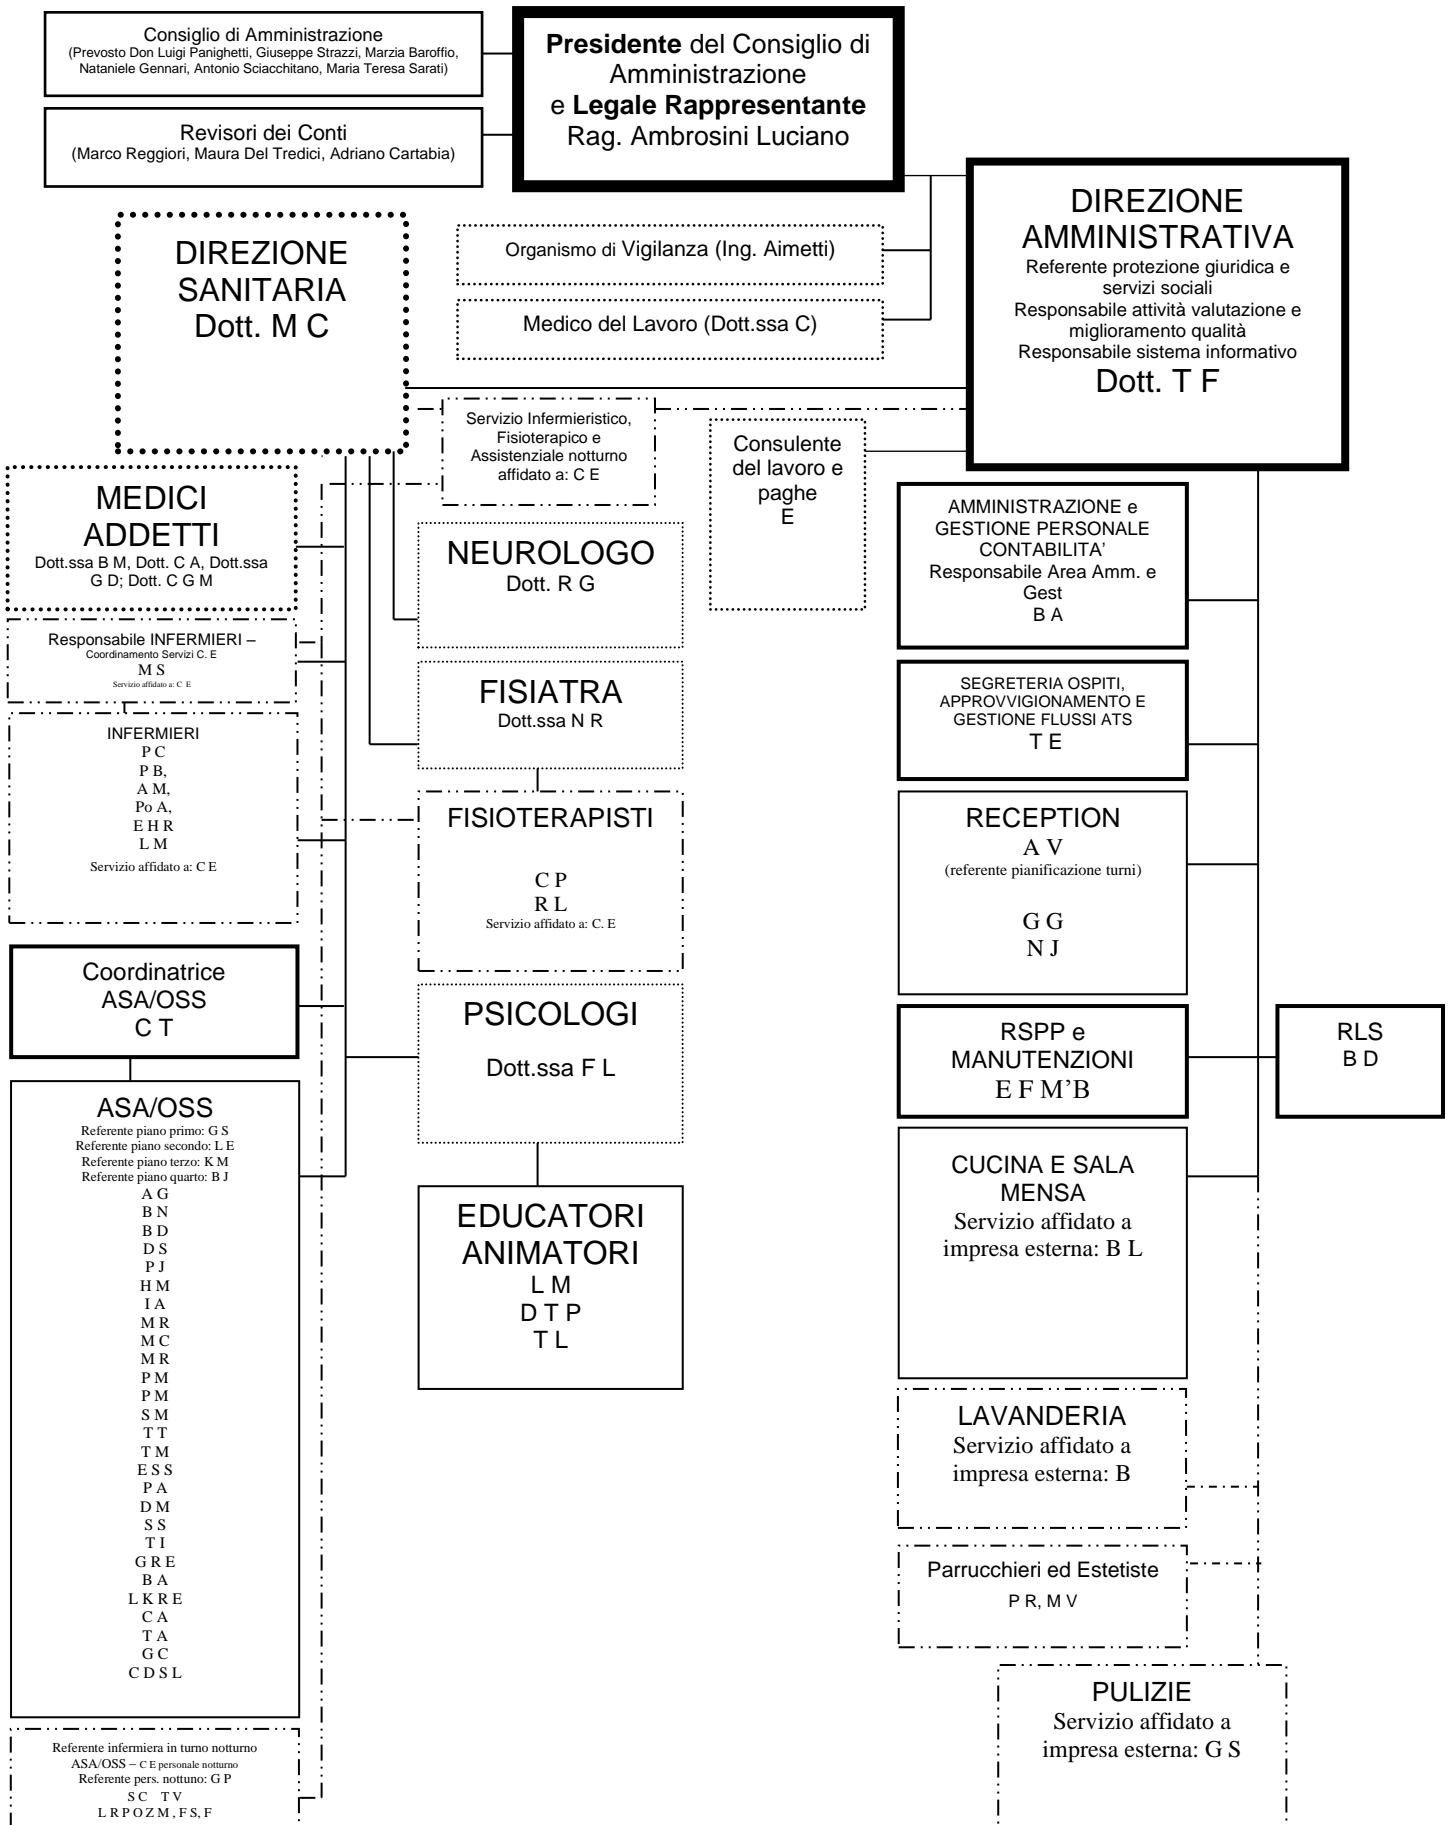 Consiglio di Amministrazione
(Prevosto Don Luigi Panighetti, Giuseppe Strazzi, Marzia Baroffio,
Nataniele Gennari, Antonio Sciacchitano, Maria Teresa Sarati)
Revisori dei Conti
(Marco Reggiori, Maura Del Tredici, Adriano Cartabia)
Presidente del Consiglio di
Amministrazione
e Legale Rappresentante
Rag. Ambrosini Luciano
DIREZIONE
SANITARIA
Dott. M C
Organismo di Vigilanza (Ing. Aimetti)
Medico del Lavoro (Dott.ssa C)
DIREZIONE
AMMINISTRATIVA
Referente protezione giuridica e
servizi sociali
Responsabile attività valutazione e
miglioramento qualità
Responsabile sistema informativo
Dott. T F
Servizio Infermieristico,
Fisioterapico e
Assistenziale notturno
affidato a: C E
Consulente
del lavoro e
paghe
E
MEDICI
ADDETTI
Dott.ssa B M, Dott. C A, Dott.ssa
G D; Dott. C G M
Responsabile INFERMIERI –
Coordinamento Servizi C. E
M S
Servizio affidato a: C E
INFERMIERI
P C
P B,
A M,
Po A,
E H R
L M
Servizio affidato a: C E
Coordinatrice
ASA/OSS
C T
ASA/OSS
Referente piano primo: G S
Referente piano secondo: L E
Referente piano terzo: K M
Referente piano quarto: B J
A G
B N
B D
D S
P J
H M
I A
M R
M C
M R
P M
P M
S M
T T
T M
E S S
P A
D M
S S
T I
G R E
B A
L K R E
C A
T A
G C
C D S L
Referente infermiera in turno notturno
ASA/OSS – C E personale notturno
Referente pers. nottuno: G P
S C T V
L R P O Z M , F S, F
NEUROLOGO
Dott. R G
FISIATRA
Dott.ssa N R
FISIOTERAPISTI
C P
R L
Servizio affidato a: C. E
PSICOLOGI
Dott.ssa F L
EDUCATORI
ANIMATORI
L M
D T P
T L
AMMINISTRAZIONE e
GESTIONE PERSONALE
CONTABILITA’
Responsabile Area Amm. e
Gest
B A
SEGRETERIA OSPITI,
APPROVVIGIONAMENTO E
GESTIONE FLUSSI ATS
T E
RECEPTION
A V
(referente pianificazione turni)
G G
N J
RSPP e
MANUTENZIONI
E F M’B
RLS
B D
CUCINA E SALA
MENSA
Servizio affidato a
impresa esterna: B L
LAVANDERIA
Servizio affidato a
impresa esterna: B
Parrucchieri ed Estetiste
P R, M V
PULIZIE
Servizio affidato a
impresa esterna: G S